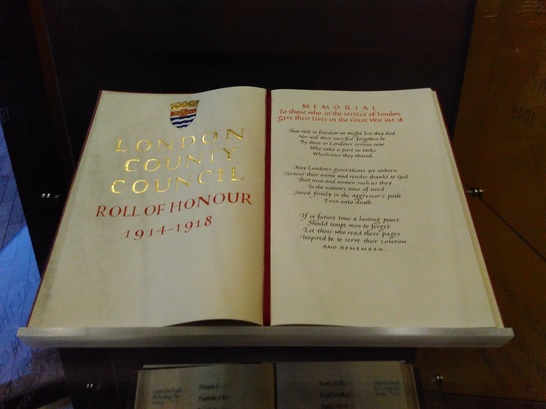 LONDON
COUNTY
COUNCIL
ROLL OF HONOUR
1914–1918
MEMORIAL
To those who in the service of London
gave their lives in the Great War 1914-18
That still in freedom we might live they died
Nor will their sacrifice forgotten be
By them in London's service now
Who take a part in tasks
Which once they shared.
May London's generations yet unborn
Honour their name and render thanks to God
That men and women such as they
In the nation's time of need
Stood firmly in the aggressor's path
Even unto death.
If in future time a lasting peace
Should tempt men to forget
Let those who read these pages
Inspired be to serve their LONDON
AND REMEMBER.